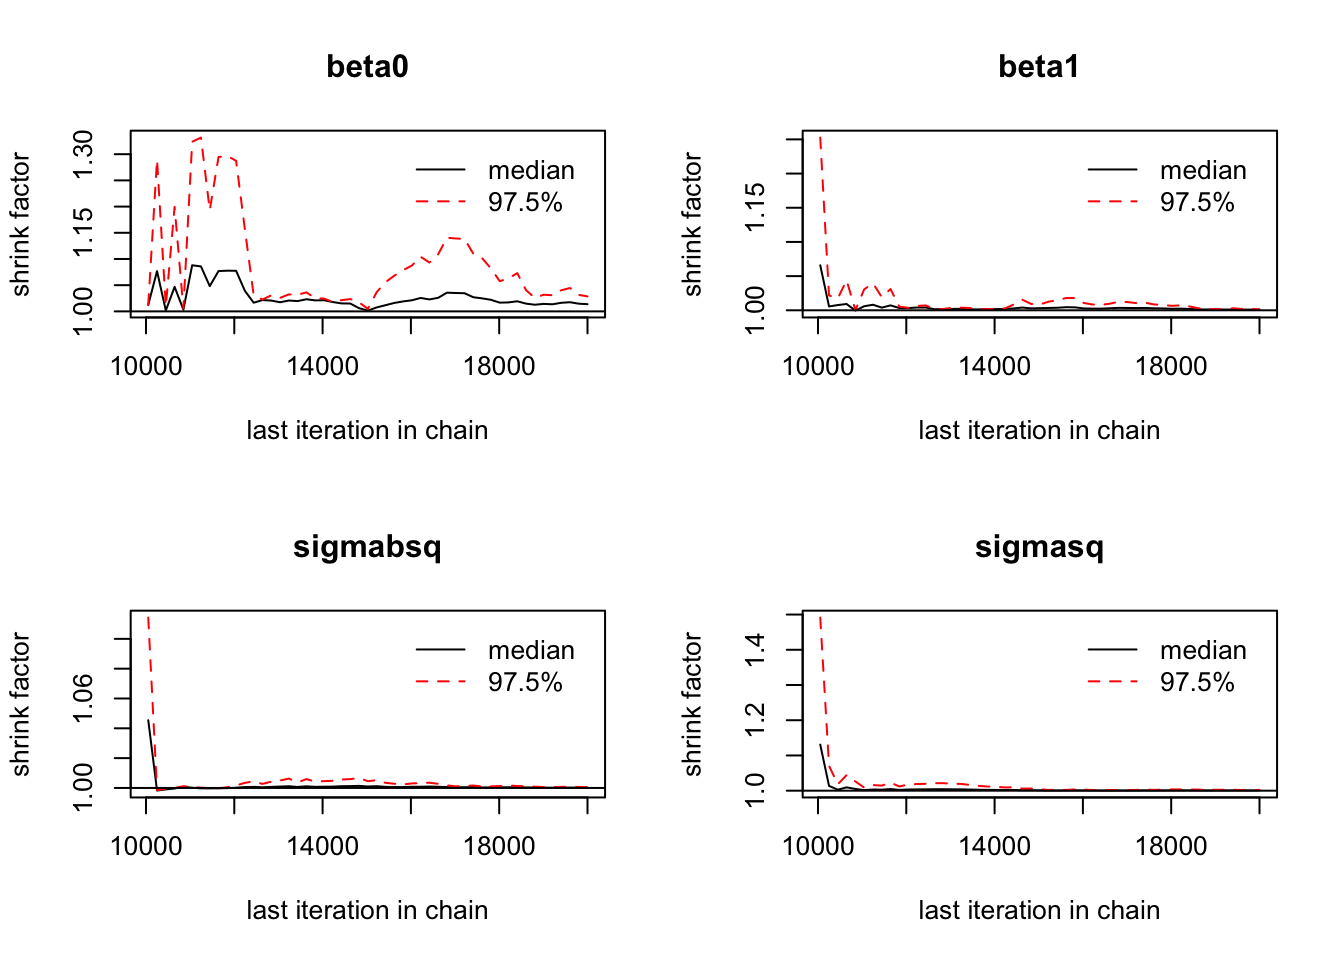 beta0
shrink factor
1.00 1.15 1.30
median
97.5%
10000 14000 18000
last iteration in chain
beta1
shrink factor
1.00 1.15
median
97.5%
10000 14000 18000
last iteration in chain
sigmabsq
shrink factor
1.00 1.06
median
97.5%
10000 14000 18000
last iteration in chain
sigmasq
shrink factor
1.0 1.2 1.4
median
97.5%
10000 14000 18000
last iteration in chain